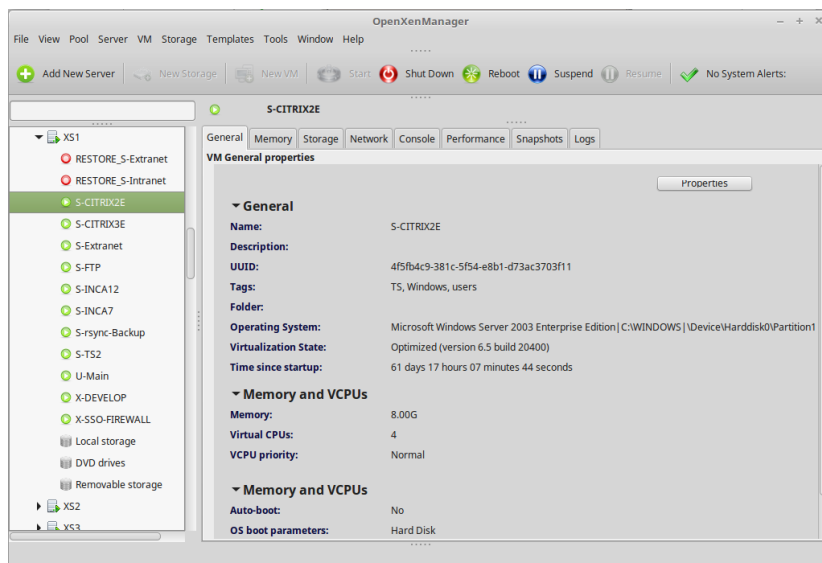 OpenXenManager
File View Pool Server VM Storage Templates Tools Window Help
Add New Server New Storage New VM Start Shut Down Reboot Suspend Resume No System Alerts:
S-CITRIX2E
XS1
RESTORE_S-Extranet
RESTORE_S-Intranet
S-CITRIX2E
S-CITRIX3E
S-Extranet
S-FTP
S-INCA12
S-INCA7
S-rsync-Backup
S-TS2
U-Main
X-DEVELOP
X-SSO-FIREWALL
Local storage
DVD drives
Removable storage
XS2
XS3
General Memory Storage Network Console Performance Snapshots Logs
VM General properties
Properties
General
Name: S-CITRIX2E
Description:
UUID: 4f5fb4c9-381c-5f54-e8b1-d73ac3703f11
Tags: TS, Windows, users
Folder:
Operating System: Microsoft Windows Server 2003 Enterprise Edition|C:\WINDOWS|\Device\Harddisk0\Partition1
Virtualization State: Optimized (version 6.5 build 20400)
Time since startup: 61 days 17 hours 07 minutes 44 seconds
Memory and VCPUs
Memory: 8.00G
Virtual CPUs: 4
VCPU priority: Normal
Memory and VCPUs
Auto-boot: No
OS boot parameters: Hard Disk